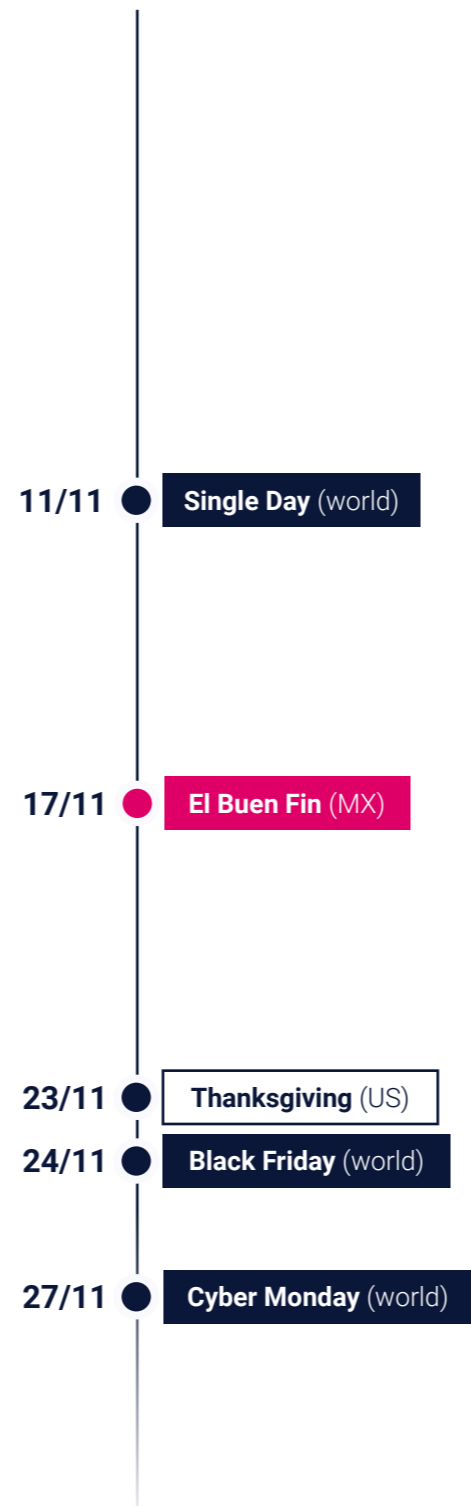 11/11 Single Day (world)
17/11 El Buen Fin (MX)
23/11 Thanksgiving (US)
24/11 Black Friday (world)
27/11 Cyber Monday (world)